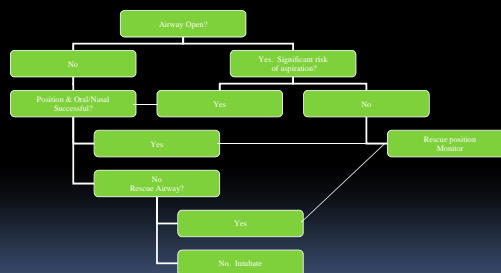 Airway Open?
No
Yes. Significant risk
of aspiration?
Position & Oral/Nasal
Successful?
Yes
No
Yes
Rescue position
Monitor
No
Rescue Airway?
Yes
No. Intubate